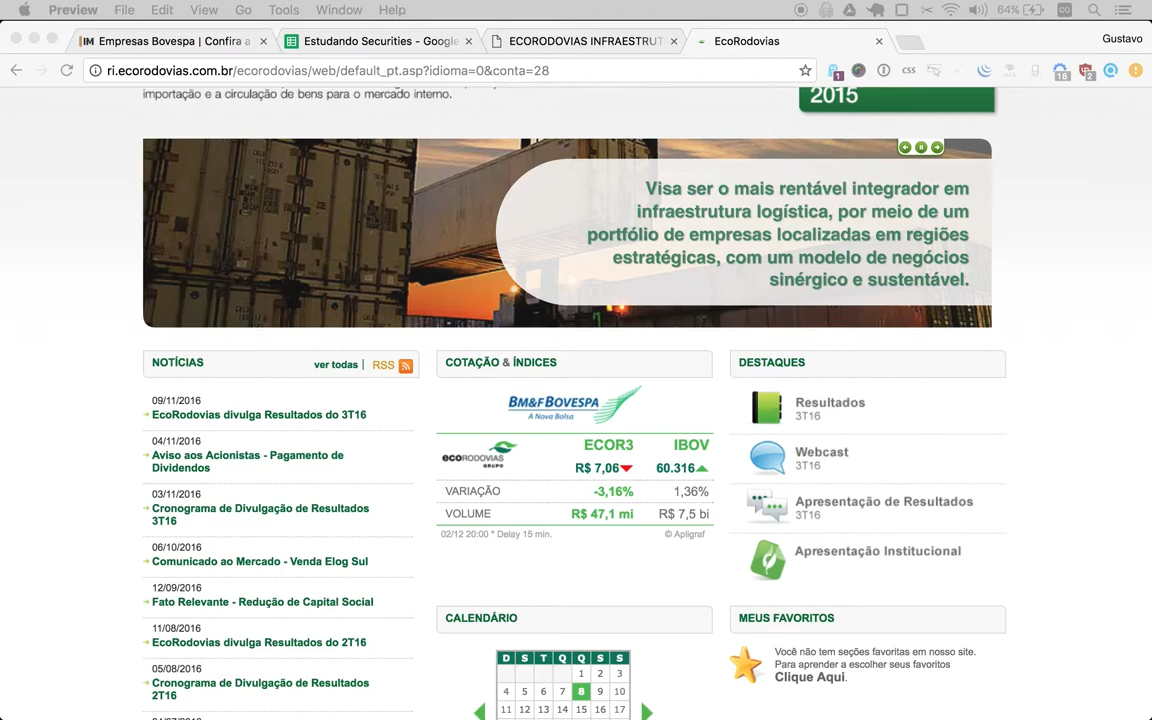 Preview File Edit View Go Tools Window Help 64%
IM Empresas Bovespa | Confira a
Estudando Securities - Google
ECORODOVIAS INFRAESTRUT
EcoRodovias
Gustavo
ri.ecorodovias.com.br/ecorodovias/web/default_pt.asp?idioma=0&conta=28
css
1
18
2
importação e a circulação de bens para o mercado interno.
2015
Visa ser o mais rentável integrador em
infraestrutura logística, por meio de um
portfólio de empresas localizadas em regiões
estratégicas, com um modelo de negócios
sinérgico e sustentável.
NOTÍCIAS ver todas | RSS
09/11/2016
EcoRodovias divulga Resultados do 3T16
04/11/2016
Aviso aos Acionistas - Pagamento de
Dividendos
03/11/2016
Cronograma de Divulgação de Resultados
3T16
06/10/2016
Comunicado ao Mercado - Venda Elog Sul
12/09/2016
Fato Relevante - Redução de Capital Social
11/08/2016
EcoRodovias divulga Resultados do 2T16
05/08/2016
Cronograma de Divulgação de Resultados
2T16
COTAÇÃO & ÍNDICES
BM&FBOVESPA
A Nova Bolsa
ECORODOVIAS
GRUPO
ECOR3 IBOV
R$ 7,06 60.316
VARIAÇÃO -3,16% 1,36%
VOLUME R$ 47,1 mi R$ 7,5 bi
02/12 20:00 * Delay 15 min. © Apligraf
CALENDÁRIO
D S T Q Q S S
1 2 3
4 5 6 7 8 9 10
11 12 13 14 15 16 17
DESTAQUES
Resultados
3T16
Webcast
3T16
Apresentação de Resultados
3T16
Apresentação Institucional
MEUS FAVORITOS
Você não tem seções favoritas em nosso site.
Para aprender a escolher seus favoritos
Clique Aqui.